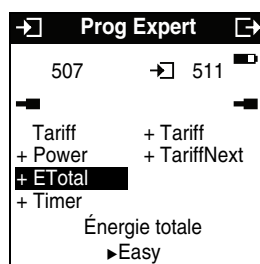 Prog Expert
507 511
Tariff + Tariff
+ Power + TariffNext
+ ETotal
+ Timer
Énergie totale
▸Easy